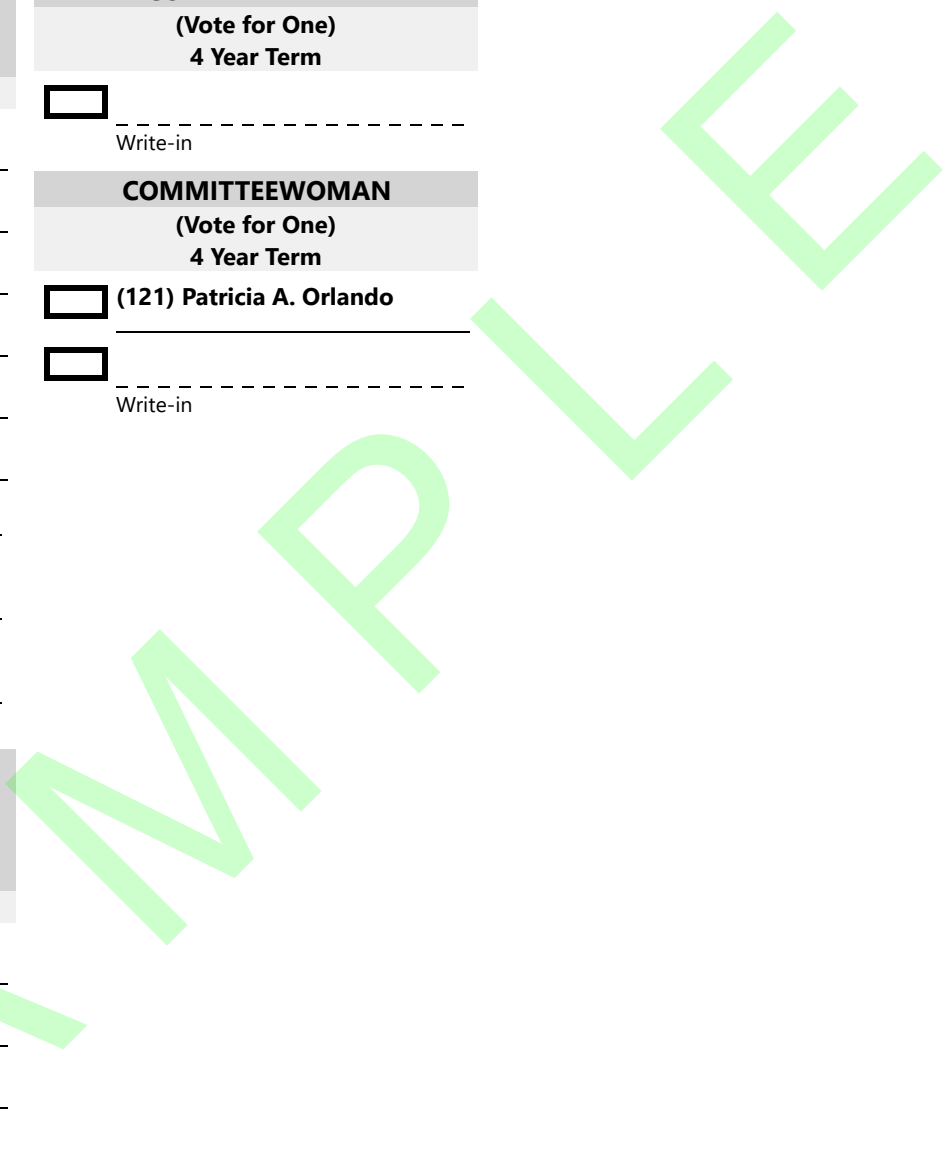 (Vote for One)
4 Year Term
Write-in
COMMITTEEWOMAN
(Vote for One)
4 Year Term
(121) Patricia A. Orlando
Write-in
M P L E